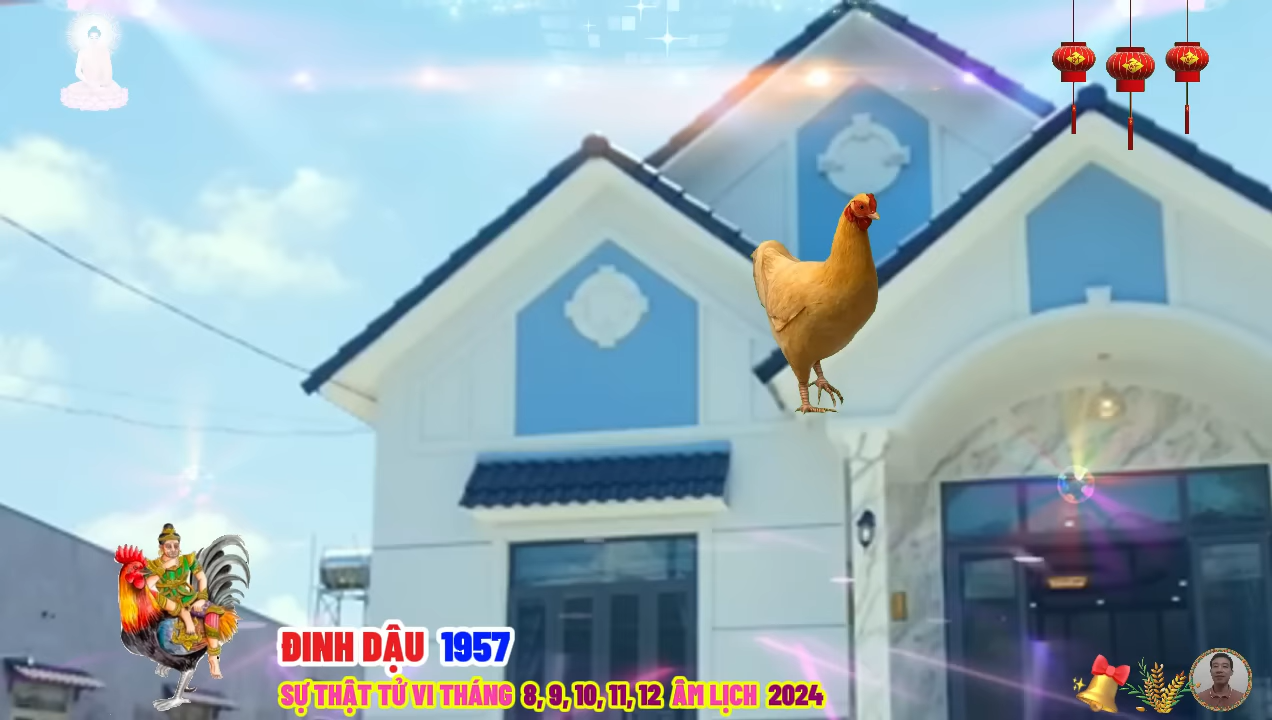 ĐINH DẬU 1957
SỰ THẬT TỬ VI THÁNG 8, 9, 10, 11, 12 ÂM LỊCH 2024